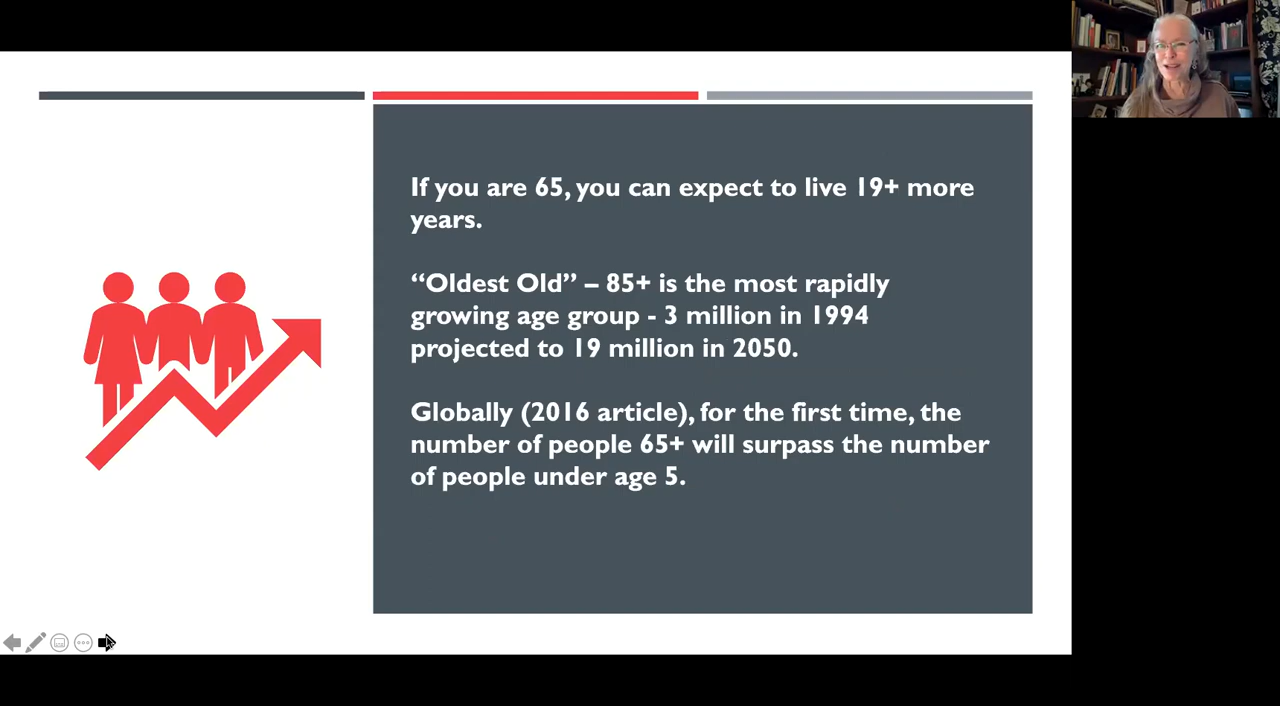 If you are 65, you can expect to live 19+ more
years.
“Oldest Old” – 85+ is the most rapidly
growing age group - 3 million in 1994
projected to 19 million in 2050.
Globally (2016 article), for the first time, the
number of people 65+ will surpass the number
of people under age 5.